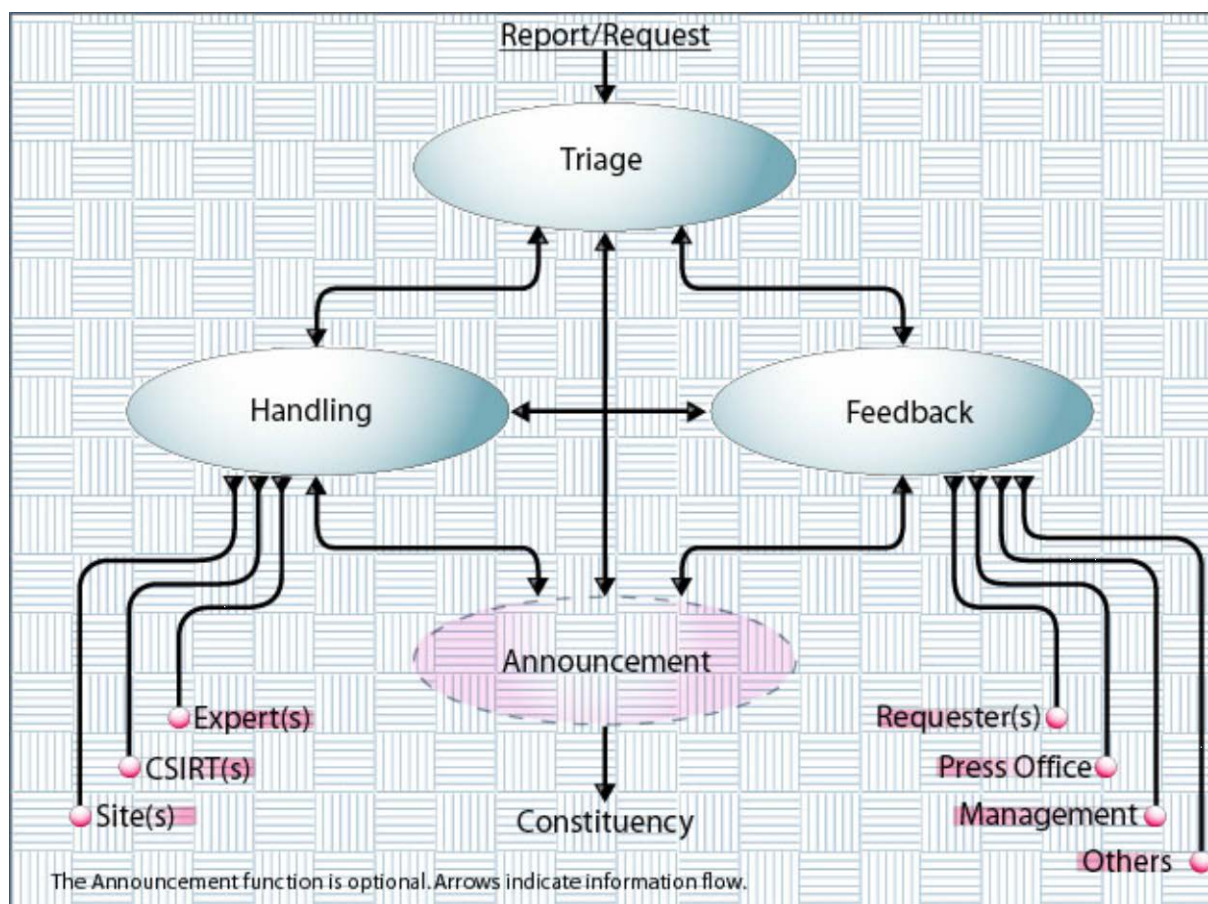 Report/Request
Triage
Handling
Feedback
Announcement
Expert(s)
CSIRT(s)
Site(s)
Requester(s)
Press Office
Management
Others
Constituency
The Announcement function is optional. Arrows indicate information flow.